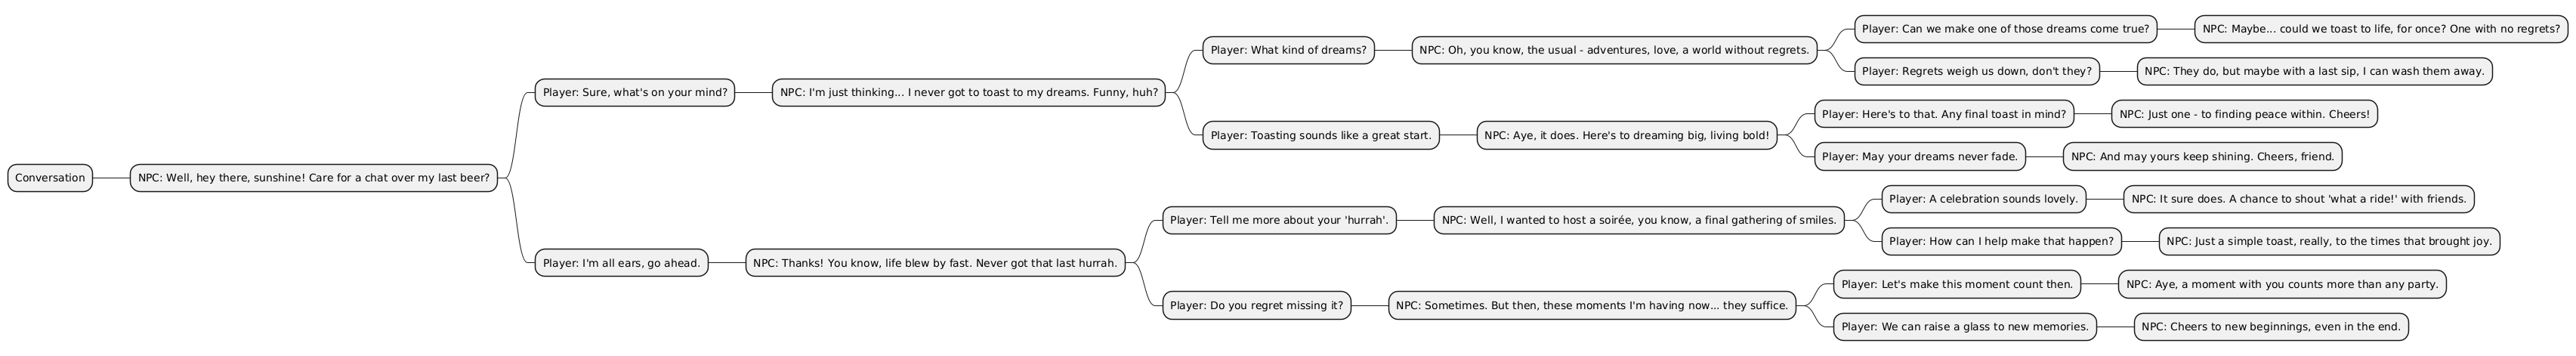 Conversation
NPC: Well, hey there, sunshine! Care for a chat over my last beer?
Player: Sure, what's on your mind?
NPC: I'm just thinking... I never got to toast to my dreams. Funny, huh?
Player: What kind of dreams?
NPC: Oh, you know, the usual - adventures, love, a world without regrets.
Player: Can we make one of those dreams come true?
NPC: Maybe... could we toast to life, for once? One with no regrets?
Player: Regrets weigh us down, don't they?
NPC: They do, but maybe with a last sip, I can wash them away.
Player: Toasting sounds like a great start.
NPC: Aye, it does. Here's to dreaming big, living bold!
Player: Here's to that. Any final toast in mind?
NPC: Just one - to finding peace within. Cheers!
Player: May your dreams never fade.
NPC: And may yours keep shining. Cheers, friend.
Player: I'm all ears, go ahead.
NPC: Thanks! You know, life blew by fast. Never got that last hurrah.
Player: Tell me more about your 'hurrah'.
NPC: Well, I wanted to host a soirée, you know, a final gathering of smiles.
Player: A celebration sounds lovely.
NPC: It sure does. A chance to shout 'what a ride!' with friends.
Player: How can I help make that happen?
NPC: Just a simple toast, really, to the times that brought joy.
Player: Do you regret missing it?
NPC: Sometimes. But then, these moments I'm having now... they suffice.
Player: Let's make this moment count then.
NPC: Aye, a moment with you counts more than any party.
Player: We can raise a glass to new memories.
NPC: Cheers to new beginnings, even in the end.